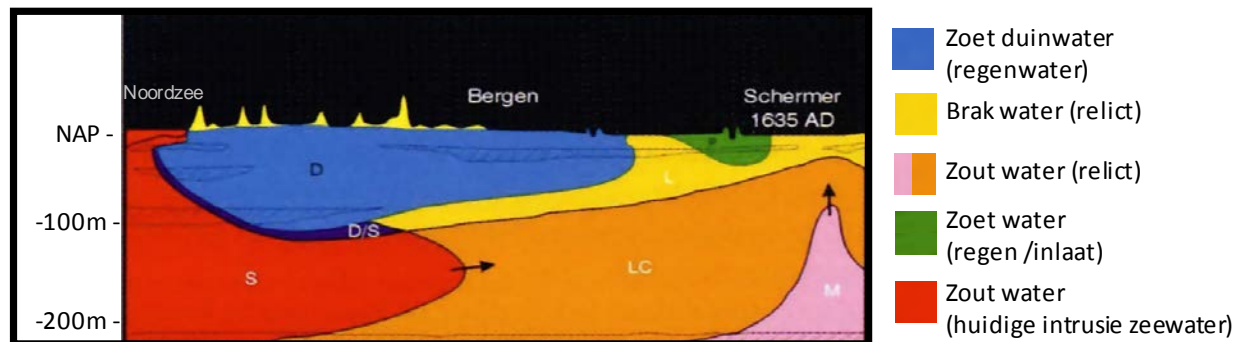 Noordzee
Bergen
Schermer
1635 AD
NAP -
-100m -
-200m -
D
P
L
D/S
S
LC
M
Zoet duinwater
(regenwater)
Brak water (relict)
Zout water (relict)
Zoet water
(regen /inlaat)
Zout water
(huidige intrusie zeewater)